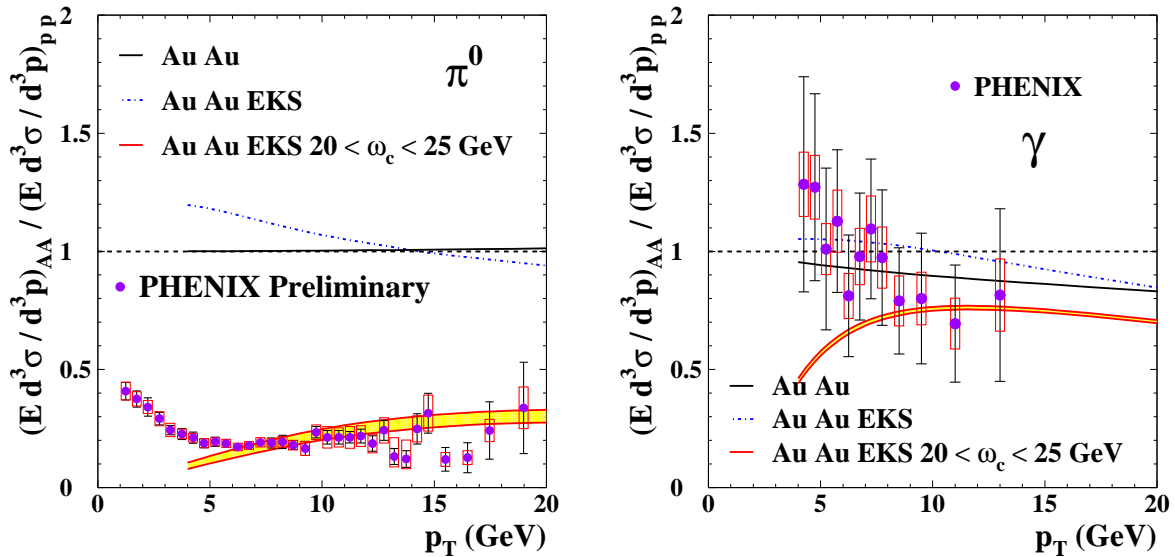 (E d³σ / d³p)AA / (E d³σ / d³p)pp
2
1.5
1
0.5
0
Au Au
Au Au EKS
Au Au EKS 20 < ωc < 25 GeV
π⁰
PHENIX Preliminary
0 5 10 15 20
pT (GeV)
(E d³σ / d³p)AA / (E d³σ / d³p)pp
2
1.5
1
0.5
0
PHENIX
γ
Au Au
Au Au EKS
Au Au EKS 20 < ωc < 25 GeV
0 5 10 15 20
pT (GeV)